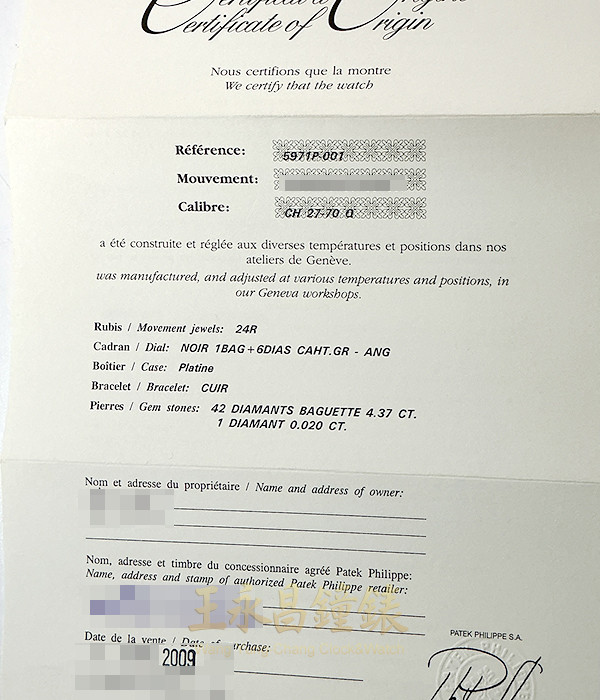 Certificate of Origin
Nous certifions que la montre
We certify that the watch
Référence: 5971P-001
Mouvement:
Calibre: CH 27-70 Q
a été construite et réglée aux diverses températures et positions dans nos
ateliers de Genève.
was manufactured, and adjusted at various temperatures and positions, in
our Geneva workshops.
Rubis / Movement jewels: 24R
Cadran / Dial: NOIR 1BAG+6DIAS CAHT.GR - ANG
Boîtier / Case: Platine
Bracelet / Bracelet: CUIR
Pierres / Gem stones: 42 DIAMANTS BAGUETTE 4.37 CT.
1 DIAMANT 0.020 CT.
Nom et adresse du propriétaire / Name and address of owner:
Nom, adresse et timbre du concessionnaire agréé Patek Philippe:
Name, address and stamp of authorized Patek Philippe retailer:
王永昌鐘錶
PATEK PHILIPPE S.A.
Date de la vente / Date of purchase:
2009